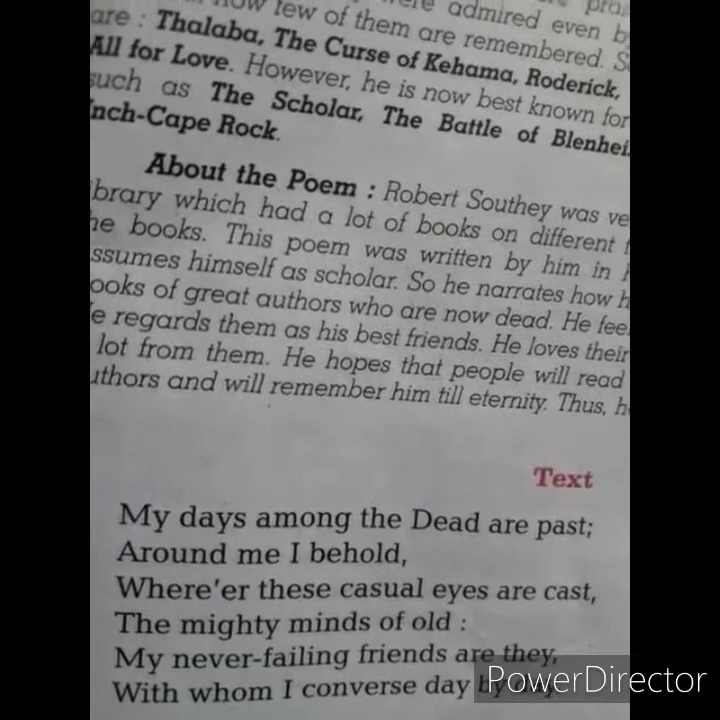 now few of them are remembered. S
were admired even b
are : Thalaba, The Curse of Kehama, Roderick,
All for Love. However, he is now best known for
such as The Scholar, The Battle of Blenhei
Inch-Cape Rock.
About the Poem : Robert Southey was ve
ibrary which had a lot of books on different
he books. This poem was written by him in
ssumes himself as scholar. So he narrates how h
ooks of great authors who are now dead. He fee
e regards them as his best friends. He loves their
lot from them. He hopes that people will read
uthors and will remember him till eternity. Thus, h
Text
My days among the Dead are past;
Around me I behold,
Where'er these casual eyes are cast,
The mighty minds of old :
My never-failing friends are they,
With whom I converse day by day
PowerDirector